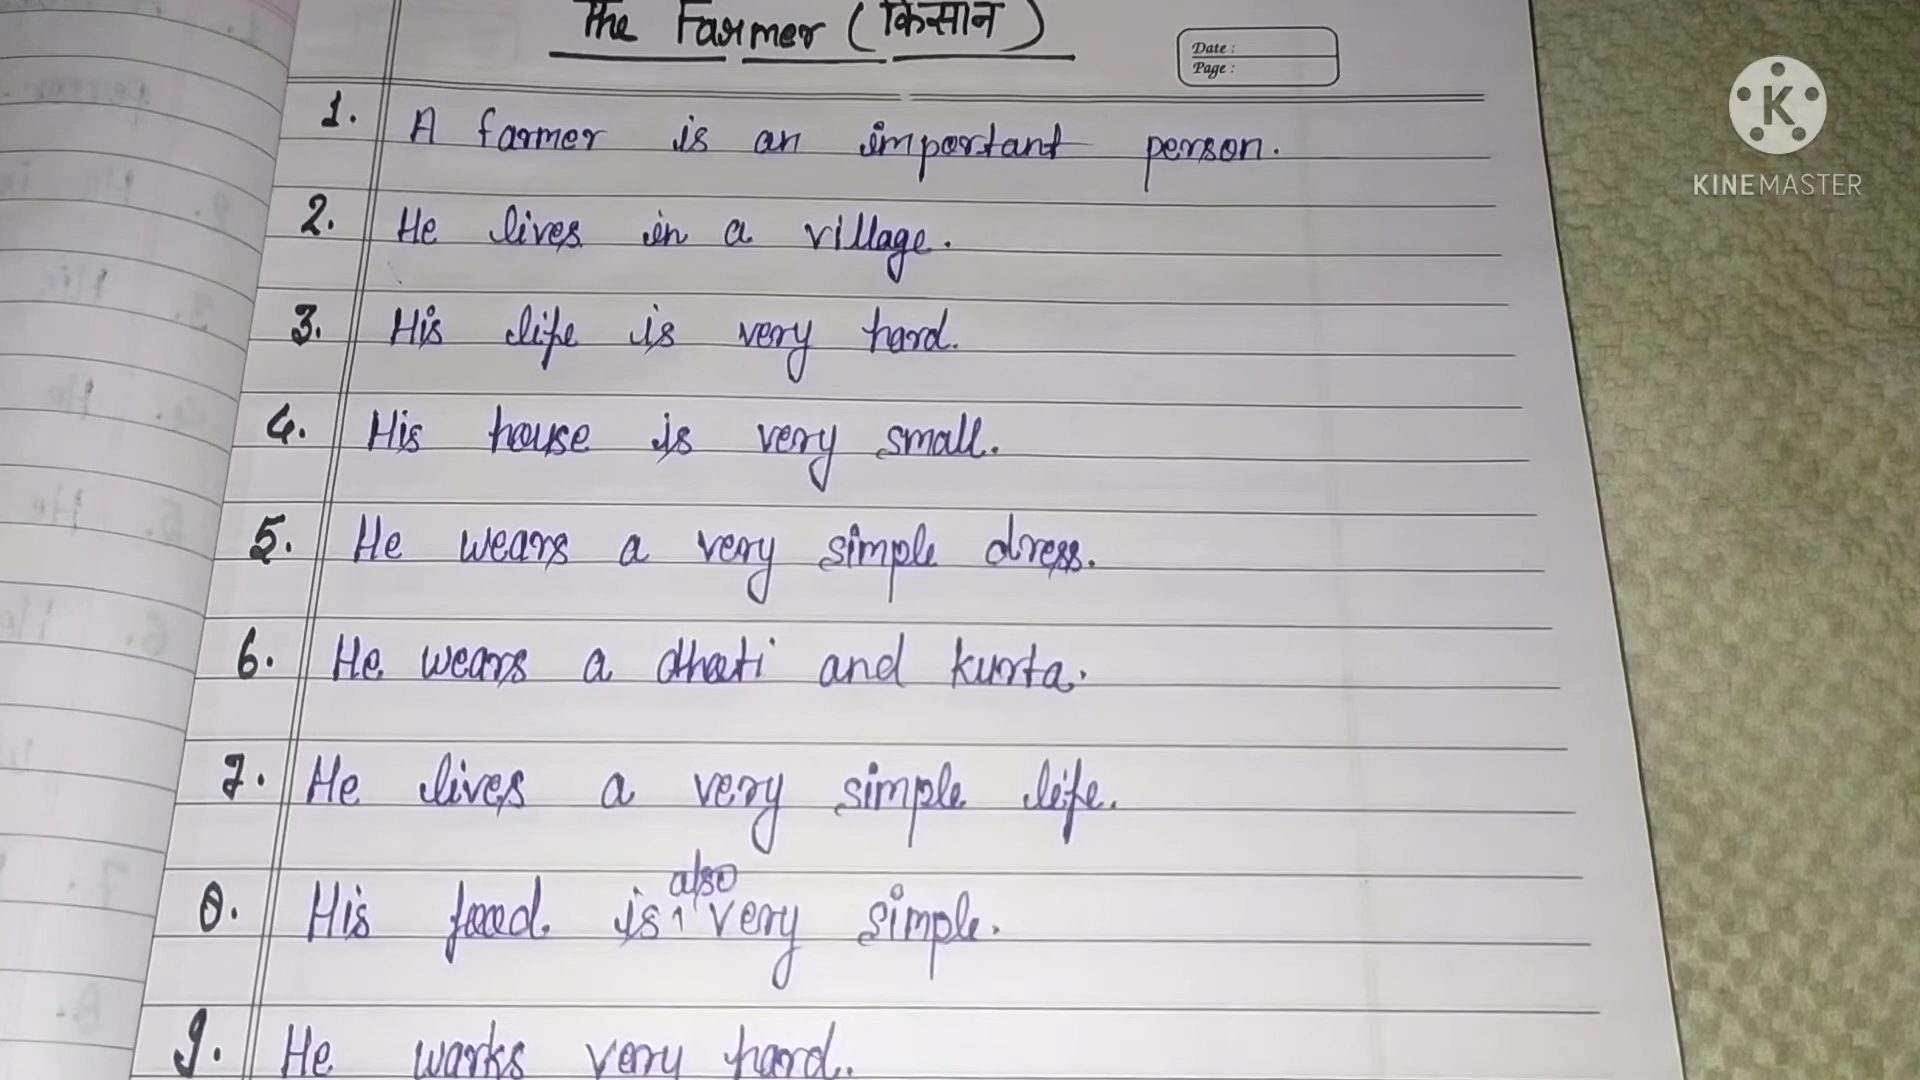 The Farmer (किसान)
Date :
Page :
K
KINEMASTER
1. A farmer is an important person.
2. He lives in a village.
3. His life is very hard.
4. His house is very small.
5. He wears a very simple dress.
6. He wears a dhoti and kurta.
7. He lives a very simple life.
8. His food is also very simple.
9. He works very hard.